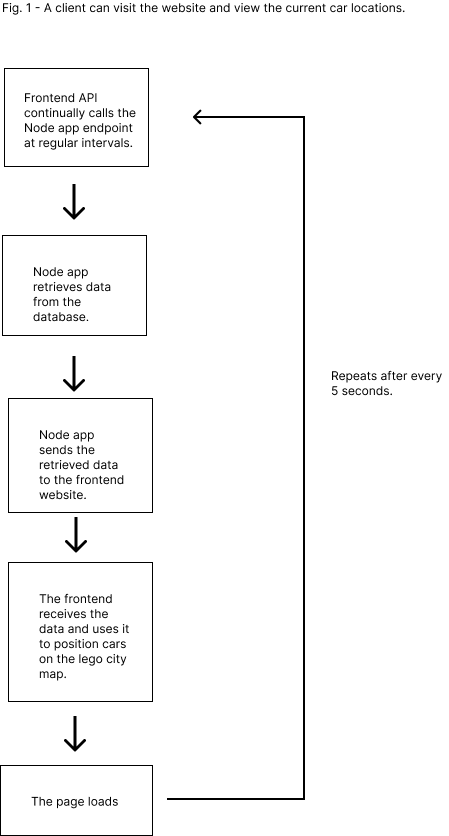 Fig. 1 - A client can visit the website and view the current car locations.
Frontend API
continually calls the
Node app endpoint
at regular intervals.
Node app
retrieves data
from the
database.
Repeats after every
5 seconds.
Node app
sends the
retrieved data
to the frontend
website.
The frontend
receives the
data and uses it
to position cars
on the lego city
map.
The page loads